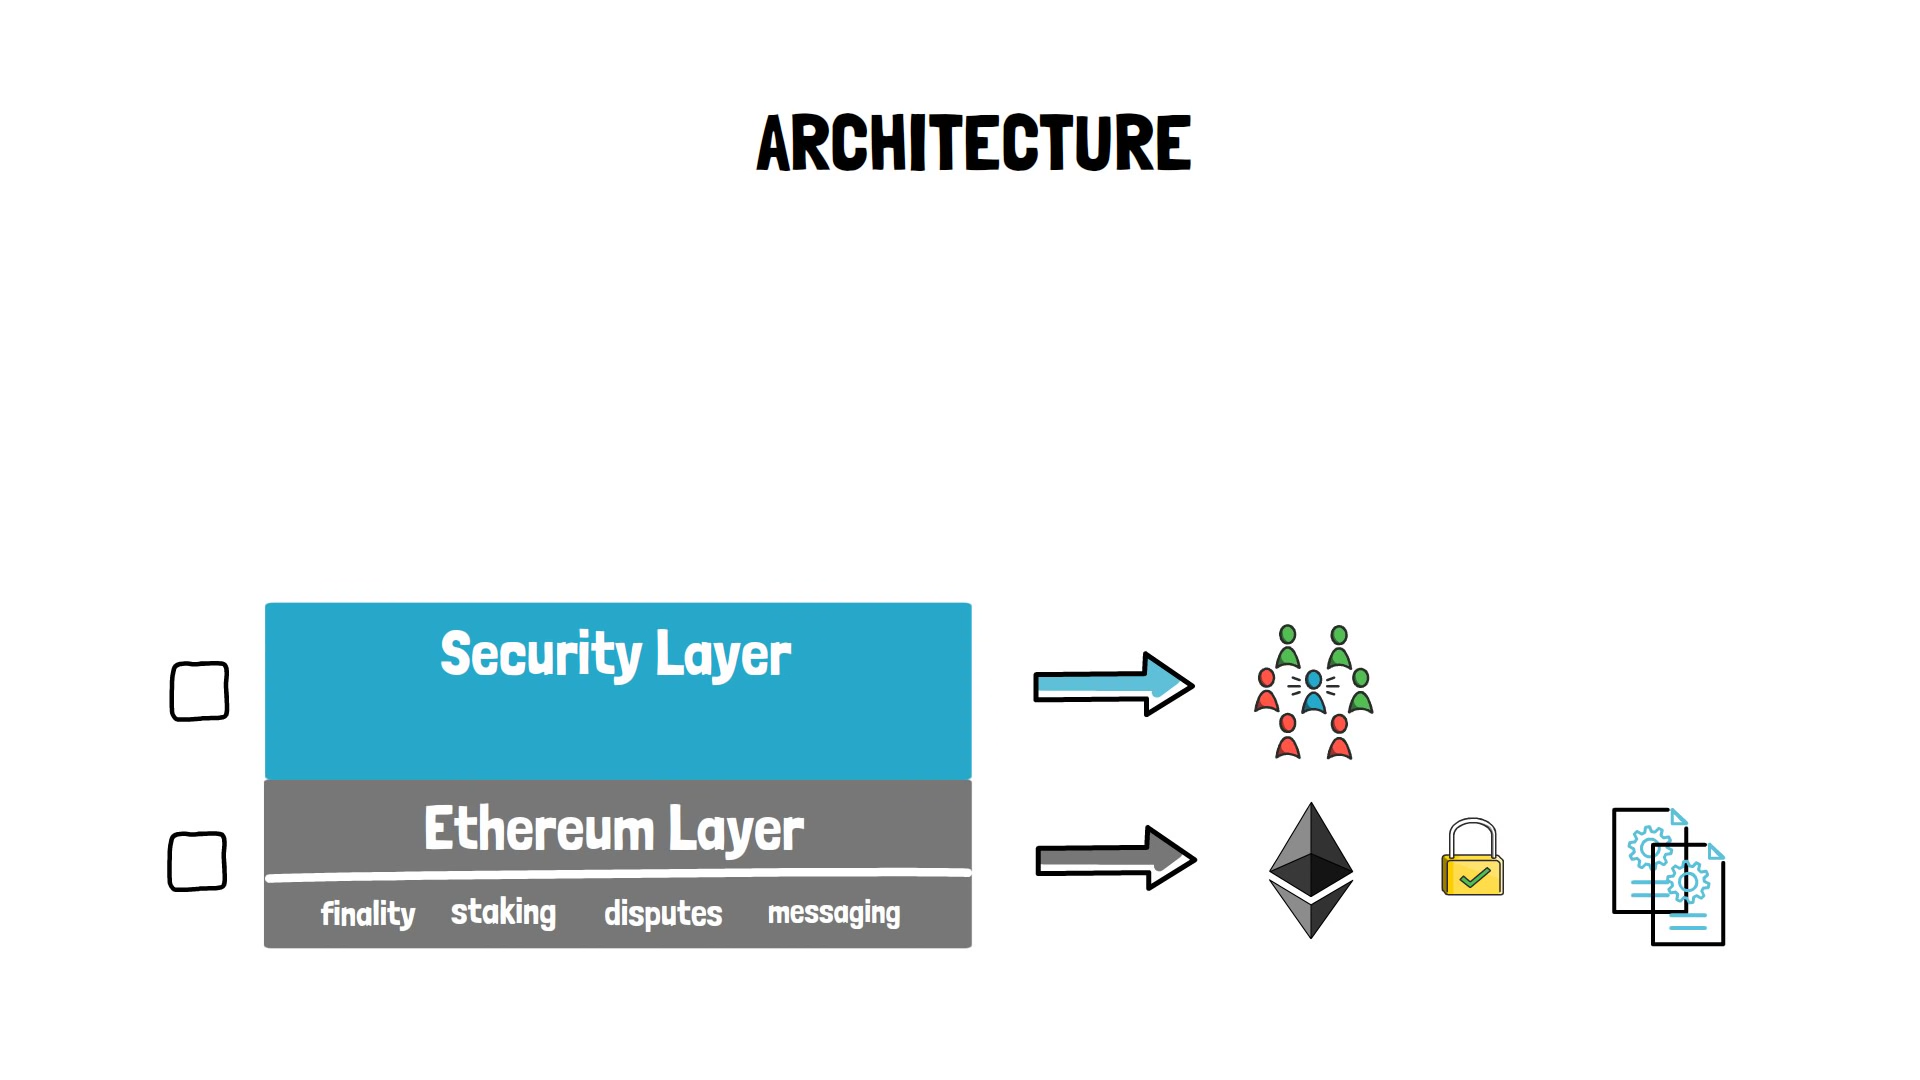 ARCHITECTURE
Security Layer
Ethereum Layer
finality staking disputes messaging